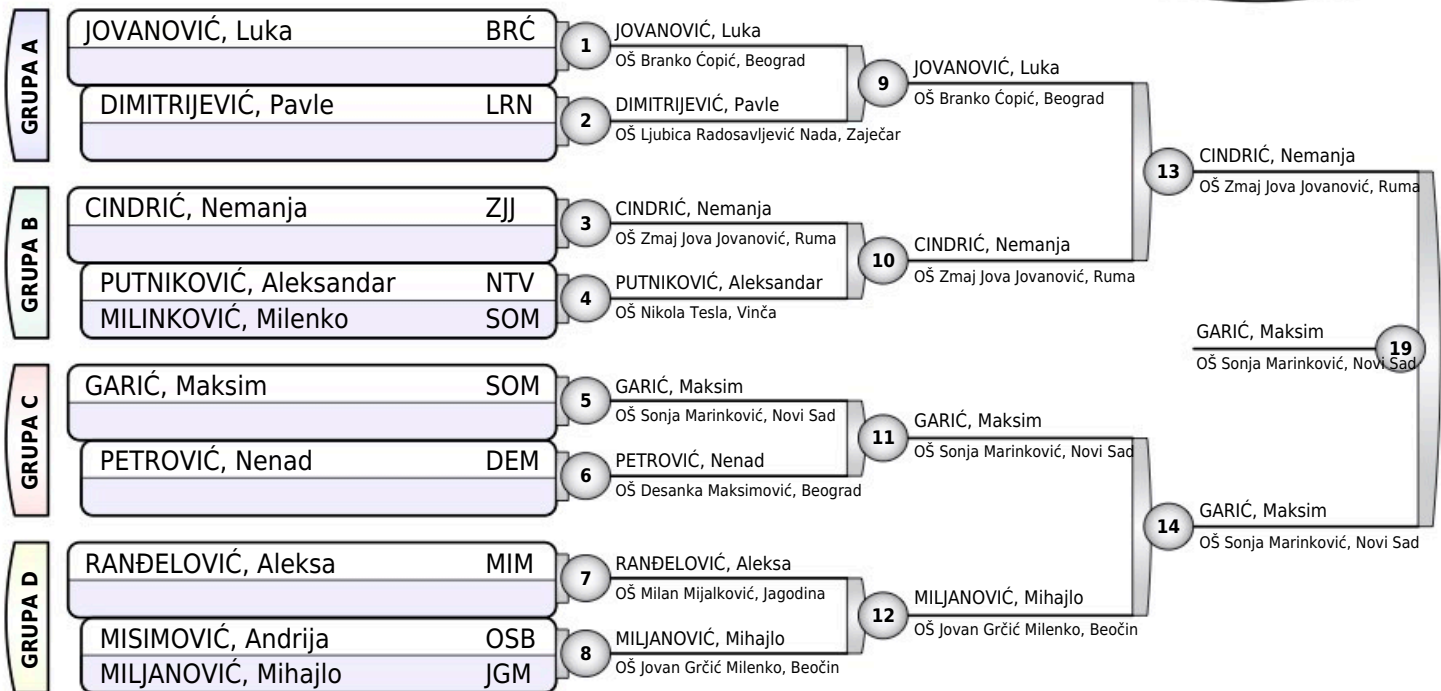 GRUPA A
JOVANOVIĆ, Luka BRĆ
DIMITRIJEVIĆ, Pavle LRN
GRUPA B
CINDRIĆ, Nemanja ZJJ
PUTNIKOVIĆ, Aleksandar NTV
MILINKOVIĆ, Milenko SOM
GRUPA C
GARIĆ, Maksim SOM
PETROVIĆ, Nenad DEM
GRUPA D
RANĐELOVIĆ, Aleksa MIM
MISIMOVIĆ, Andrija OSB
MILJANOVIĆ, Mihajlo JGM
1
JOVANOVIĆ, Luka
OŠ Branko Ćopić, Beograd
2
DIMITRIJEVIĆ, Pavle
OŠ Ljubica Radosavljević Nada, Zaječar
3
CINDRIĆ, Nemanja
OŠ Zmaj Jova Jovanović, Ruma
4
PUTNIKOVIĆ, Aleksandar
OŠ Nikola Tesla, Vinča
5
GARIĆ, Maksim
OŠ Sonja Marinković, Novi Sad
6
PETROVIĆ, Nenad
OŠ Desanka Maksimović, Beograd
7
RANĐELOVIĆ, Aleksa
OŠ Milan Mijalković, Jagodina
8
MILJANOVIĆ, Mihajlo
OŠ Jovan Grčić Milenko, Beočin
9
JOVANOVIĆ, Luka
OŠ Branko Ćopić, Beograd
10
CINDRIĆ, Nemanja
OŠ Zmaj Jova Jovanović, Ruma
11
GARIĆ, Maksim
OŠ Sonja Marinković, Novi Sad
12
MILJANOVIĆ, Mihajlo
OŠ Jovan Grčić Milenko, Beočin
13
CINDRIĆ, Nemanja
OŠ Zmaj Jova Jovanović, Ruma
14
GARIĆ, Maksim
OŠ Sonja Marinković, Novi Sad
GARIĆ, Maksim
19
OŠ Sonja Marinković, Novi Sad